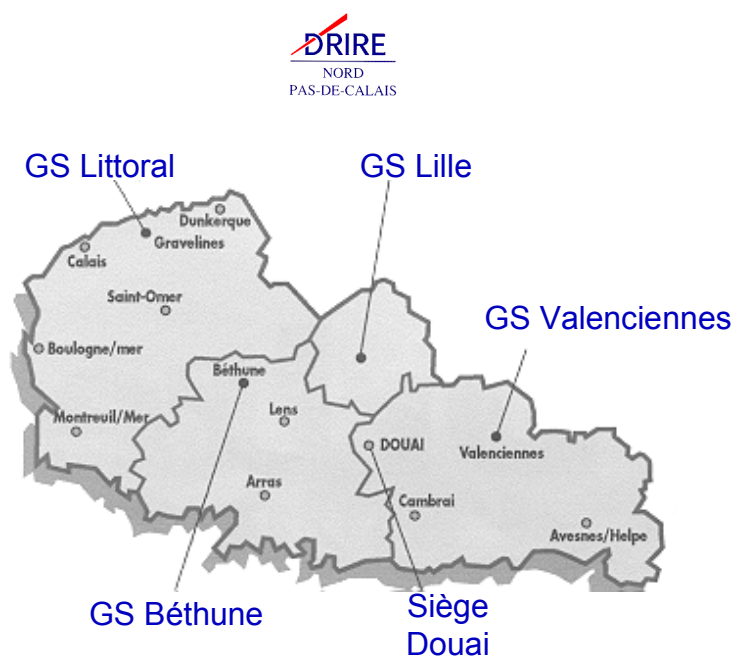 DRIRE
NORD
PAS-DE-CALAIS
GS Littoral
GS Lille
Dunkerque
Gravelines
Calais
Saint-Omer
GS Valenciennes
Boulogne/mer
Béthune
Montreuil/Mer
Lens
DOUAI
Valenciennes
Arras
Cambrai
Avesnes/Helpe
GS Béthune
Siège
Douai